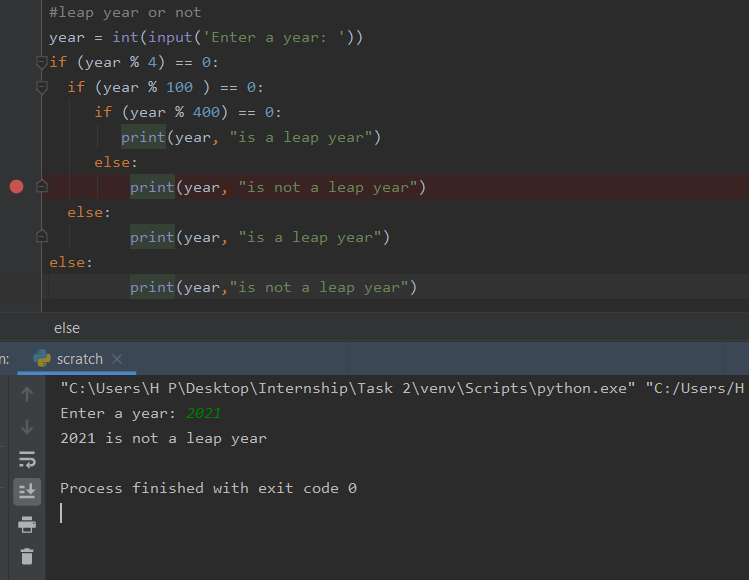 #leap year or not
year = int(input('Enter a year: '))
if (year % 4) == 0:
if (year % 100 ) == 0:
if (year % 400) == 0:
print(year, "is a leap year")
else:
print(year, "is not a leap year")
else:
print(year, "is a leap year")
else:
print(year,"is not a leap year")
else
n: scratch
"C:\Users\H P\Desktop\Internship\Task 2\venv\Scripts\python.exe" "C:/Users/H
Enter a year: 2021
2021 is not a leap year
Process finished with exit code 0